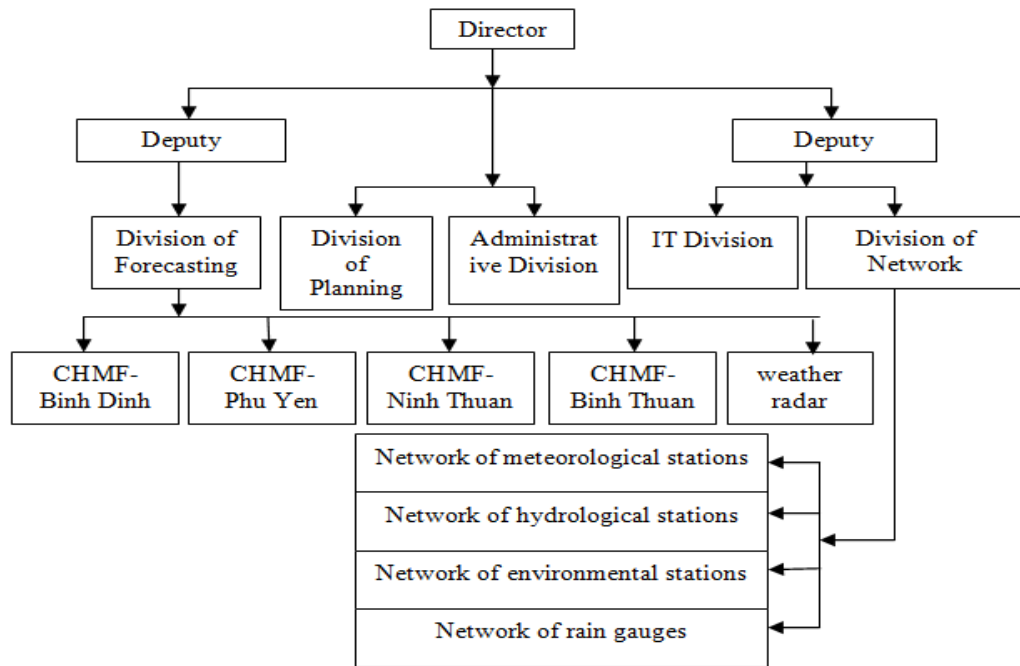 Director
Deputy
Deputy
Division of
Forecasting
Division
of
Planning
Administrat
ive Division
IT Division
Division of
Network
CHMF-
Binh Dinh
CHMF-
Phu Yen
CHMF-
Ninh Thuan
CHMF-
Binh Thuan
weather
radar
Network of meteorological stations
Network of hydrological stations
Network of environmental stations
Network of rain gauges